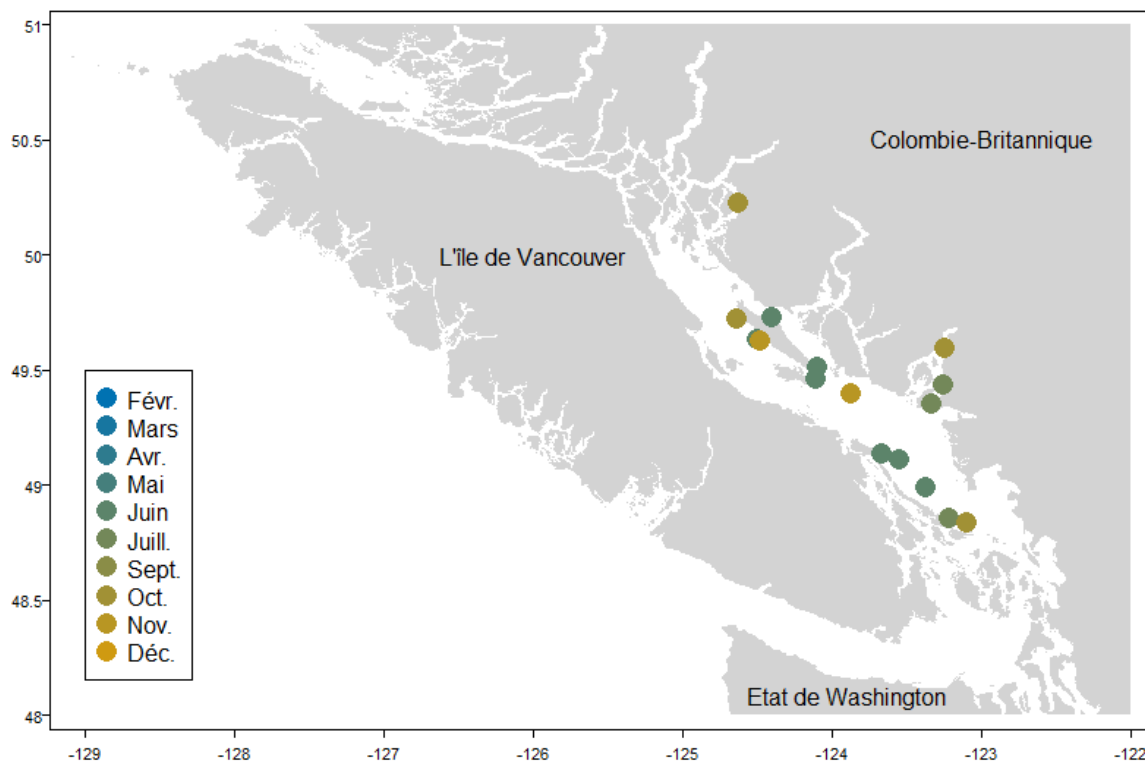 51
50.5
50
49.5
49
48.5
48
Colombie-Britannique
L'île de Vancouver
Févr.
Mars
Avr.
Mai
Juin
Juill.
Sept.
Oct.
Nov.
Déc.
Etat de Washington
-129 -128 -127 -126 -125 -124 -123 -122